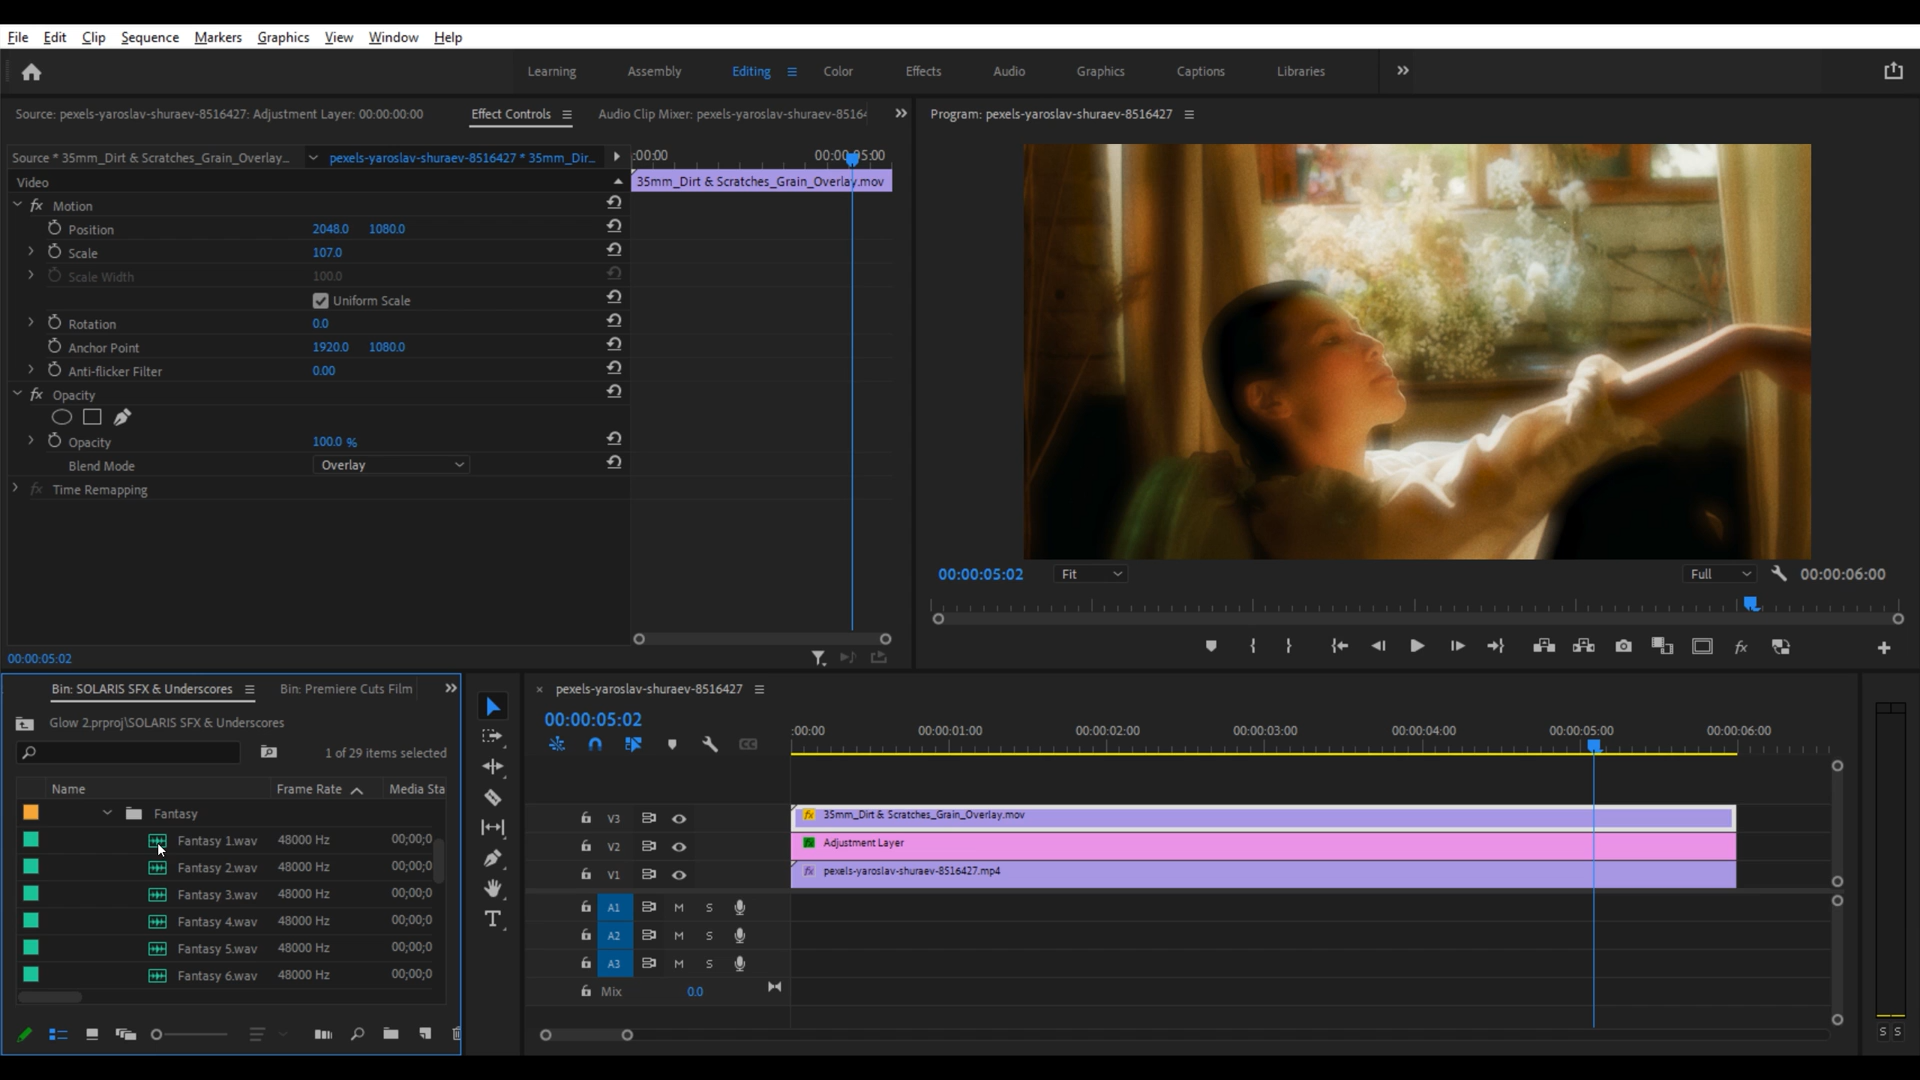 File Edit Clip Sequence Markers Graphics View Window Help
Learning Assembly Editing Color Effects Audio Graphics Captions Libraries
Source: pexels-yaroslav-shuraev-8516427: Adjustment Layer: 00:00:00:00 Effect Controls Audio Clip Mixer: pexels-yaroslav-shuraev-85164
Program: pexels-yaroslav-shuraev-8516427
Source * 35mm_Dirt & Scratches_Grain_Overlay... pexels-yaroslav-shuraev-8516427 * 35mm_Dir... :00:00 00:00:05:00
Video 35mm_Dirt & Scratches_Grain_Overlay.mov
fx Motion
Position 2048.0 1080.0
Scale 107.0
Scale Width 100.0
Uniform Scale
Rotation 0.0
Anchor Point 1920.0 1080.0
Anti-flicker Filter 0.00
fx Opacity
Opacity 100.0 %
Blend Mode Overlay
fx Time Remapping
00:00:05:02
00:00:05:02 Fit Full 00:00:06:00
fx
Bin: SOLARIS SFX & Underscores Bin: Premiere Cuts Film
Glow 2.prproj\SOLARIS SFX & Underscores
1 of 29 items selected
Name Frame Rate Media Sta
Fantasy
Fantasy 1.wav 48000 Hz 00;00;0
Fantasy 2.wav 48000 Hz 00;00;0
Fantasy 3.wav 48000 Hz 00;00;0
Fantasy 4.wav 48000 Hz 00;00;0
Fantasy 5.wav 48000 Hz 00;00;0
Fantasy 6.wav 48000 Hz 00;00;0
T
× pexels-yaroslav-shuraev-8516427
00:00:05:02
:00:00 00:00:01:00 00:00:02:00 00:00:03:00 00:00:04:00 00:00:05:00 00:00:06:00
CC
V3 fx 35mm_Dirt & Scratches_Grain_Overlay.mov
V2 fx Adjustment Layer
V1 fx pexels-yaroslav-shuraev-8516427.mp4
A1 M S
A2 M S
A3 M S
Mix 0.0
S S